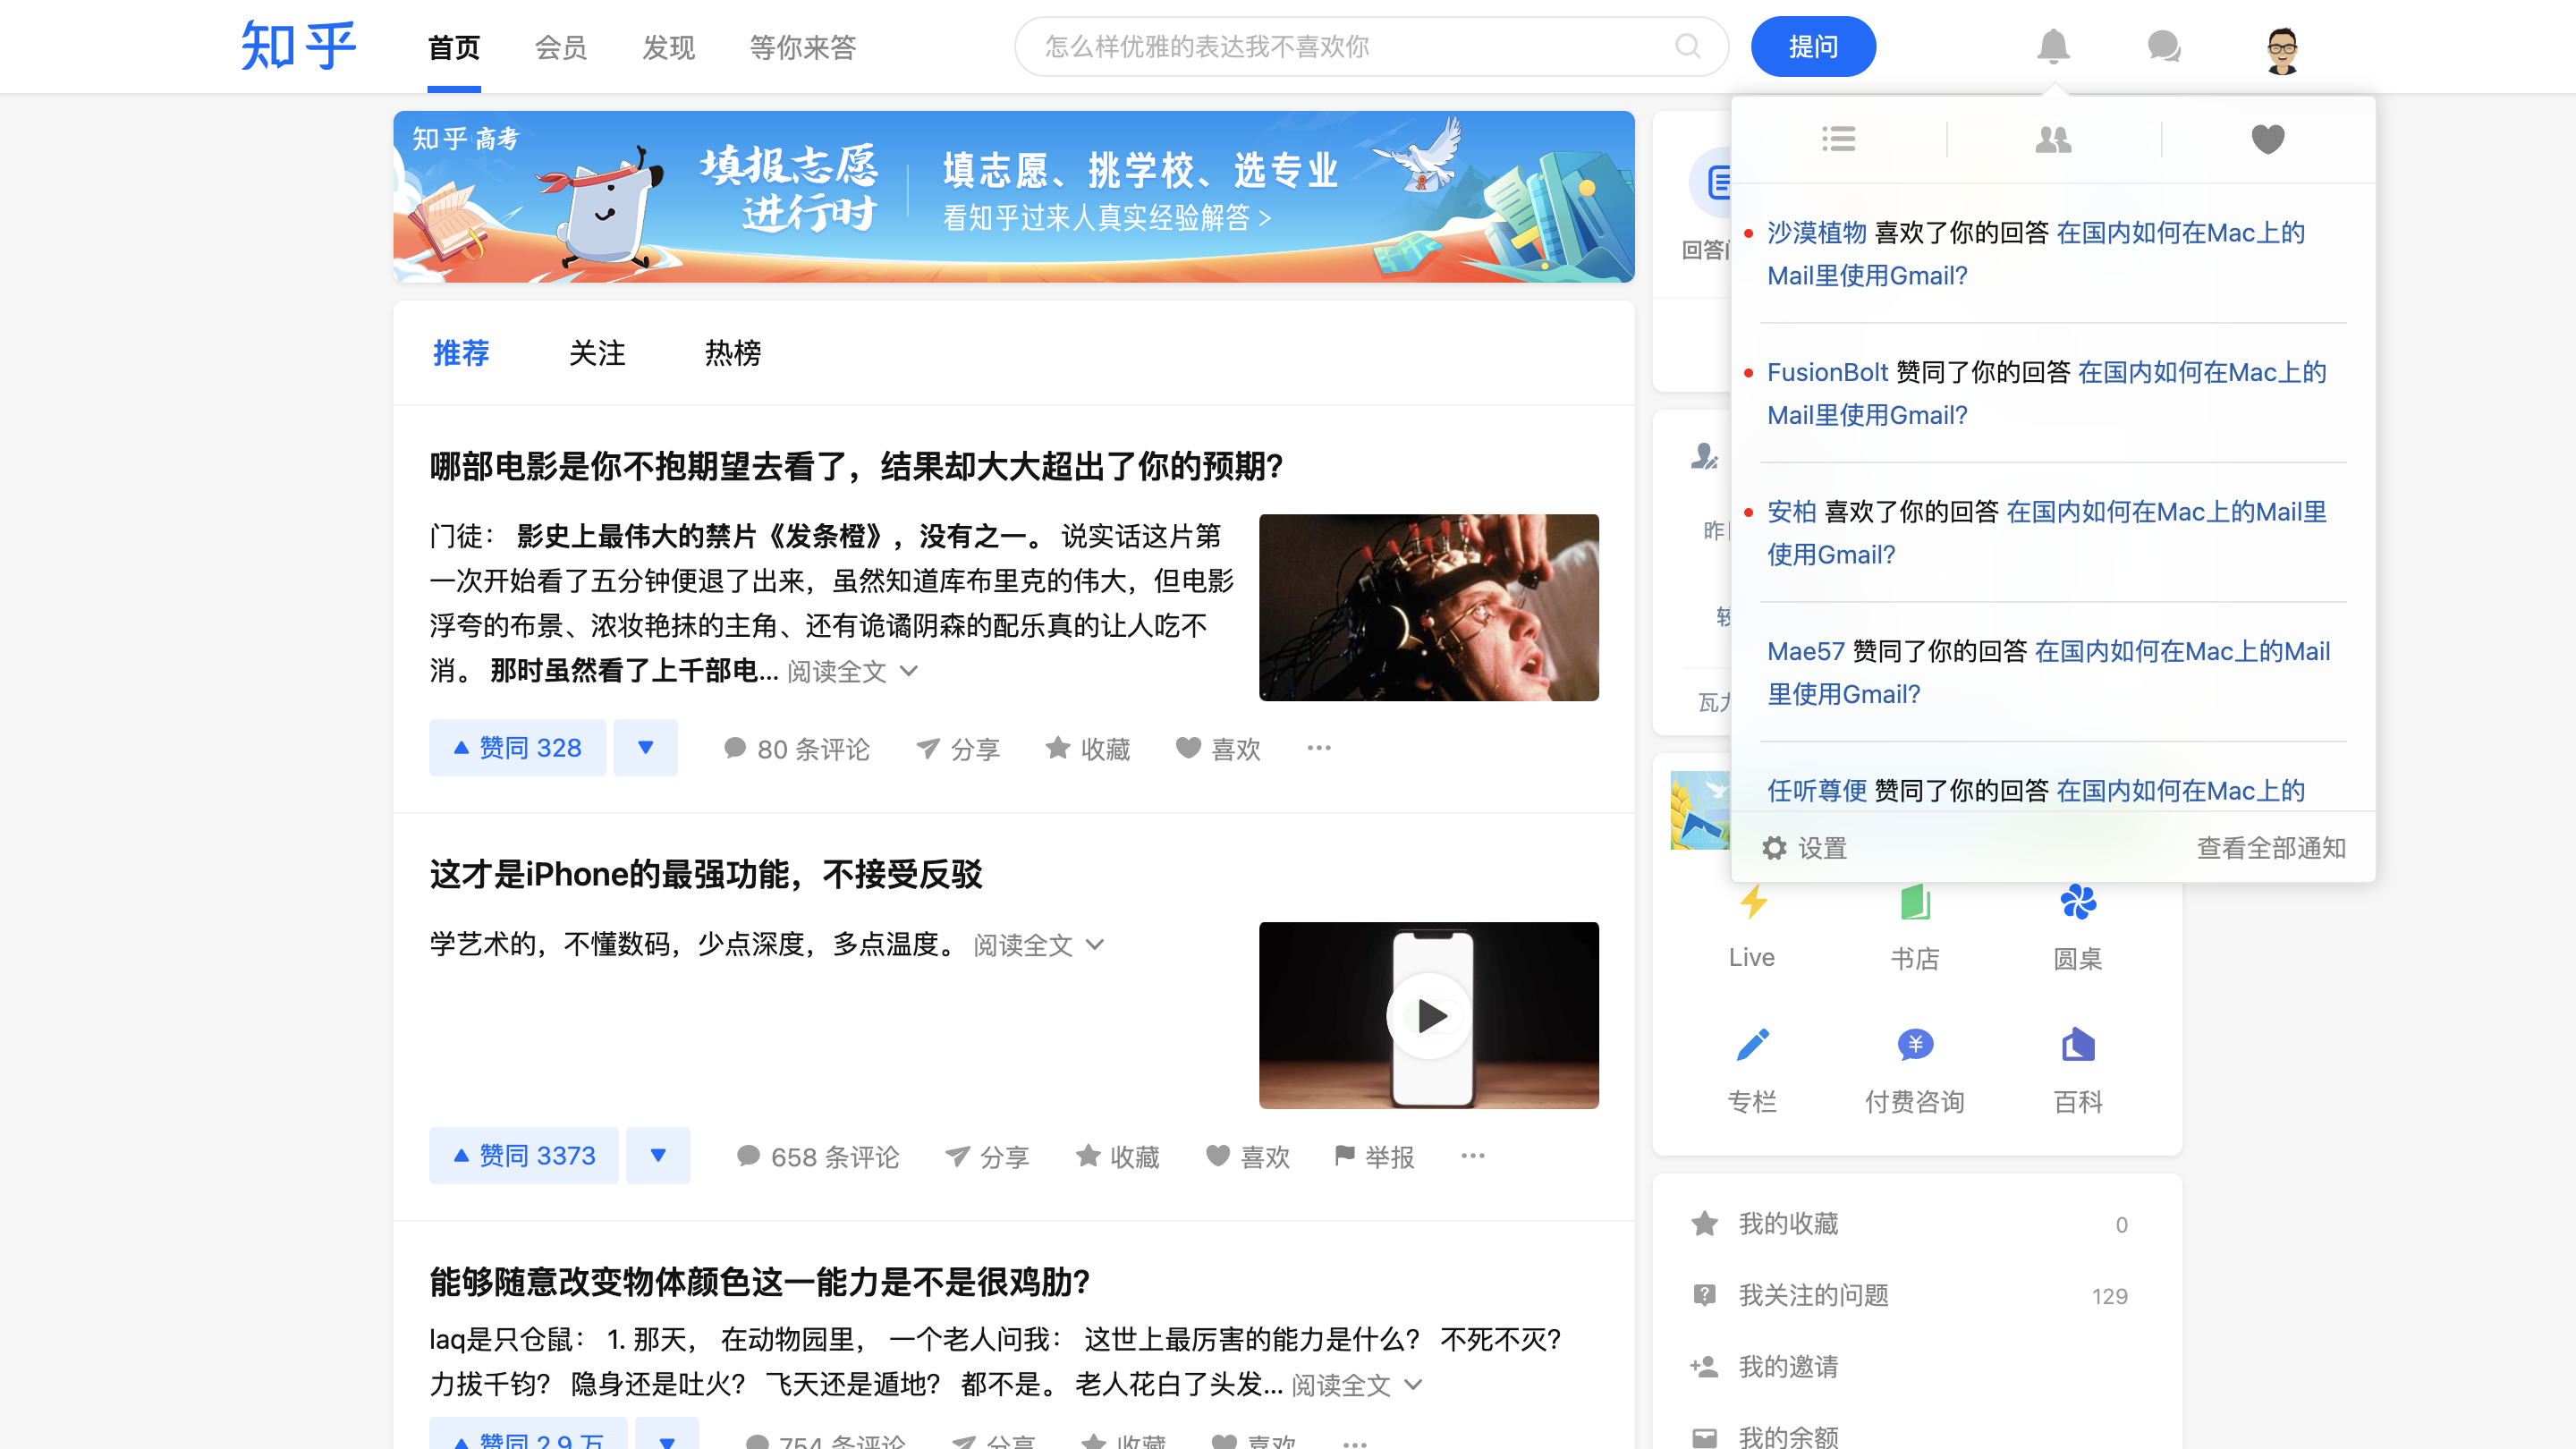 知乎
首页
会员
发现
等你来答
怎么样优雅的表达我不喜欢你
提问
知乎 高考
填报志愿
进行时
填志愿、挑学校、选专业
看知乎过来人真实经验解答 >
推荐
关注
热榜
哪部电影是你不抱期望去看了，结果却大大超出了你的预期？
门徒： 影史上最伟大的禁片《发条橙》，没有之一。 说实话这片第
一次开始看了五分钟便退了出来，虽然知道库布里克的伟大，但电影
浮夸的布景、浓妆艳抹的主角、还有诡谲阴森的配乐真的让人吃不
消。 那时虽然看了上千部电... 阅读全文
赞同 328
80 条评论
分享
收藏
喜欢
这才是iPhone的最强功能，不接受反驳
学艺术的，不懂数码，少点深度，多点温度。 阅读全文
赞同 3373
658 条评论
分享
收藏
喜欢
举报
能够随意改变物体颜色这一能力是不是很鸡肋？
laq是只仓鼠： 1. 那天， 在动物园里， 一个老人问我： 这世上最厉害的能力是什么？ 不死不灭？
力拔千钧？ 隐身还是吐火？ 飞天还是遁地？ 都不是。 老人花白了头发... 阅读全文
赞同 2.9 万
754 条评论
分享
收藏
喜欢
回答
昨
瓦力
沙漠植物 喜欢了你的回答 在国内如何在Mac上的
Mail里使用Gmail?
FusionBolt 赞同了你的回答 在国内如何在Mac上的
Mail里使用Gmail?
安柏 喜欢了你的回答 在国内如何在Mac上的Mail里
使用Gmail?
Mae57 赞同了你的回答 在国内如何在Mac上的Mail
里使用Gmail?
任听尊便 赞同了你的回答 在国内如何在Mac上的
设置
查看全部通知
Live
书店
圆桌
专栏
付费咨询
百科
我的收藏
0
我关注的问题
129
我的邀请
我的余额